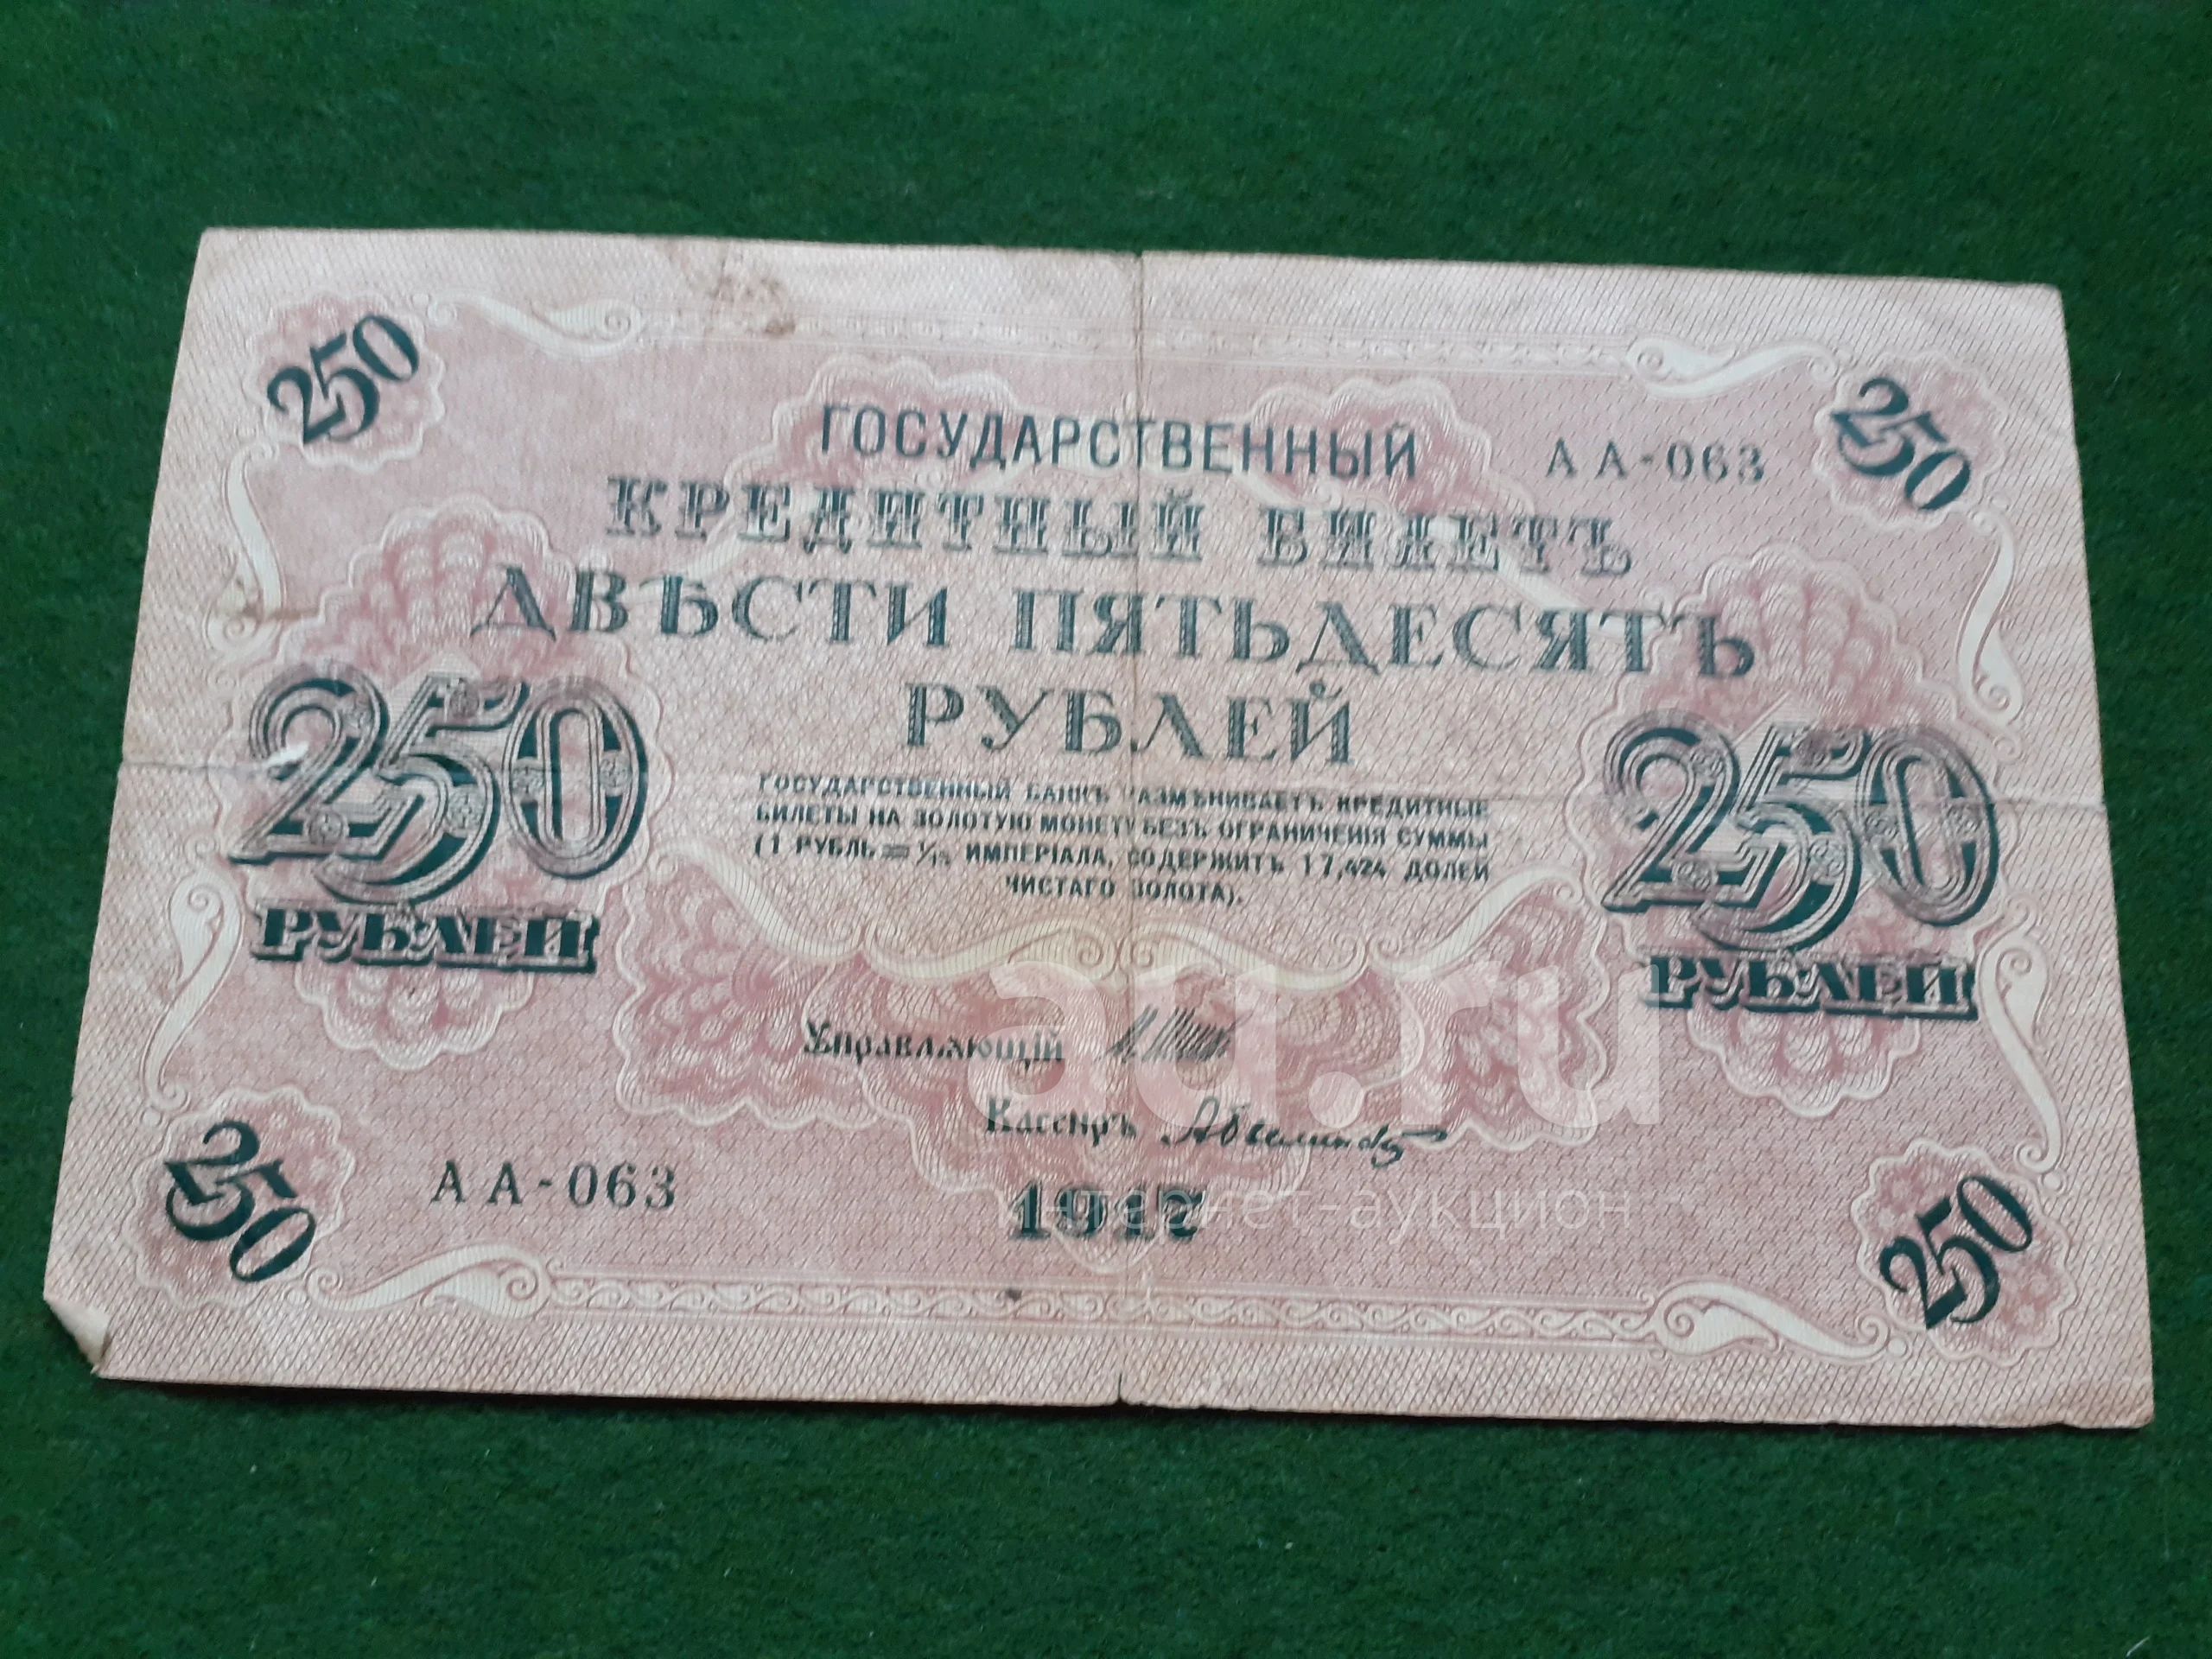 250
250
ГОСУДАРСТВЕННЫЙ АА-063
КРЕДИТНЫЙ БИЛЕТЪ
ДВѢСТИ ПЯТЬДЕСЯТЪ
РУБЛЕЙ
250
РУБЛЕЙ
250
РУБЛЕЙ
ГОСУДАРСТВЕННЫЙ БАНКЪ РАЗМѢНИВАЕТЪ КРЕДИТНЫЕ
БИЛЕТЫ НА ЗОЛОТУЮ МОНЕТУ БЕЗЪ ОГРАНИЧЕНІЯ СУММЫ
(1 РУБЛЬ = 1/15 ИМПЕРІАЛА, СОДЕРЖИТЪ 17,424 ДОЛЕЙ
ЧИСТАГО ЗОЛОТА).
Управляющій
Кассиръ
АА-063
1917
250
250
au.ru
интернет-аукцион